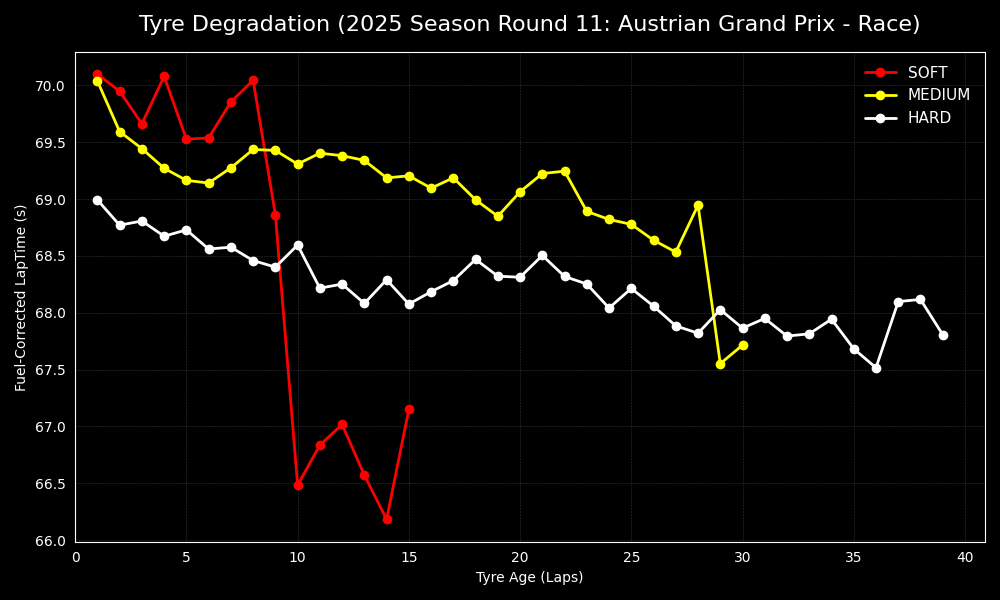 Tyre Degradation (2025 Season Round 11: Austrian Grand Prix - Race)
SOFT
MEDIUM
HARD
Fuel-Corrected LapTime (s)
70.0
69.5
69.0
68.5
68.0
67.5
67.0
66.5
66.0
0 5 10 15 20 25 30 35 40
Tyre Age (Laps)